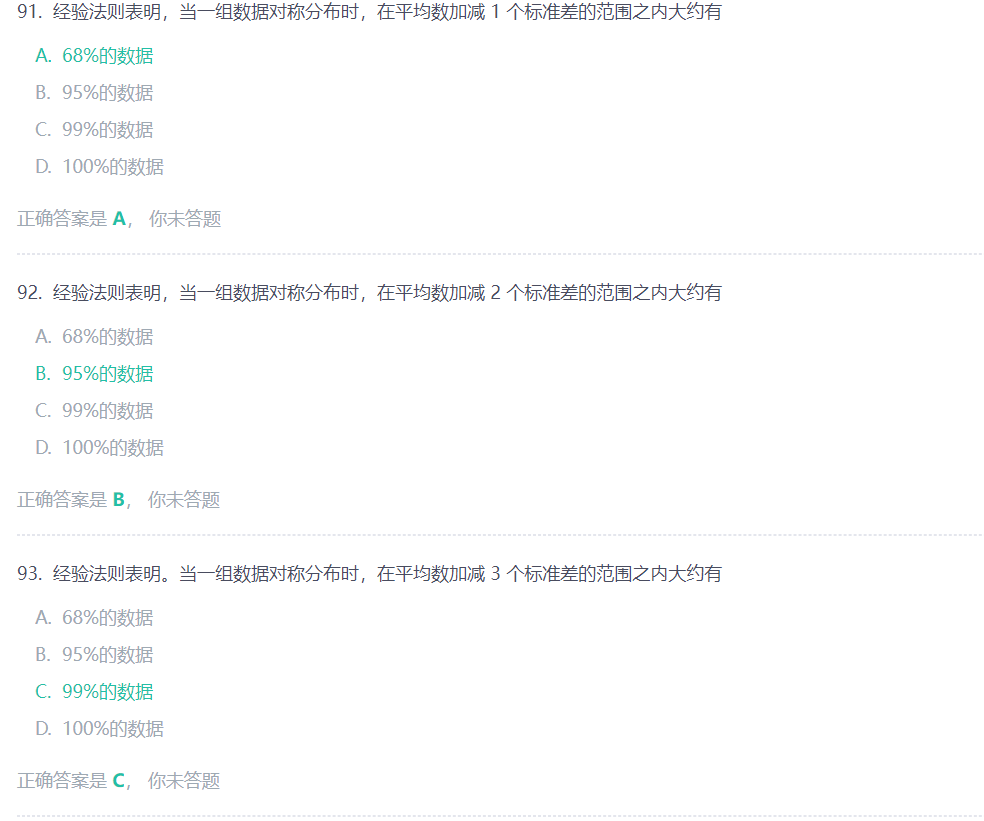 91. 经验法则表明，当一组数据对称分布时，在平均数加减 1 个标准差的范围之内大约有
A. 68%的数据
B. 95%的数据
C. 99%的数据
D. 100%的数据
正确答案是 A， 你未答题
92. 经验法则表明，当一组数据对称分布时，在平均数加减 2 个标准差的范围之内大约有
A. 68%的数据
B. 95%的数据
C. 99%的数据
D. 100%的数据
正确答案是 B， 你未答题
93. 经验法则表明。当一组数据对称分布时，在平均数加减 3 个标准差的范围之内大约有
A. 68%的数据
B. 95%的数据
C. 99%的数据
D. 100%的数据
正确答案是 C， 你未答题